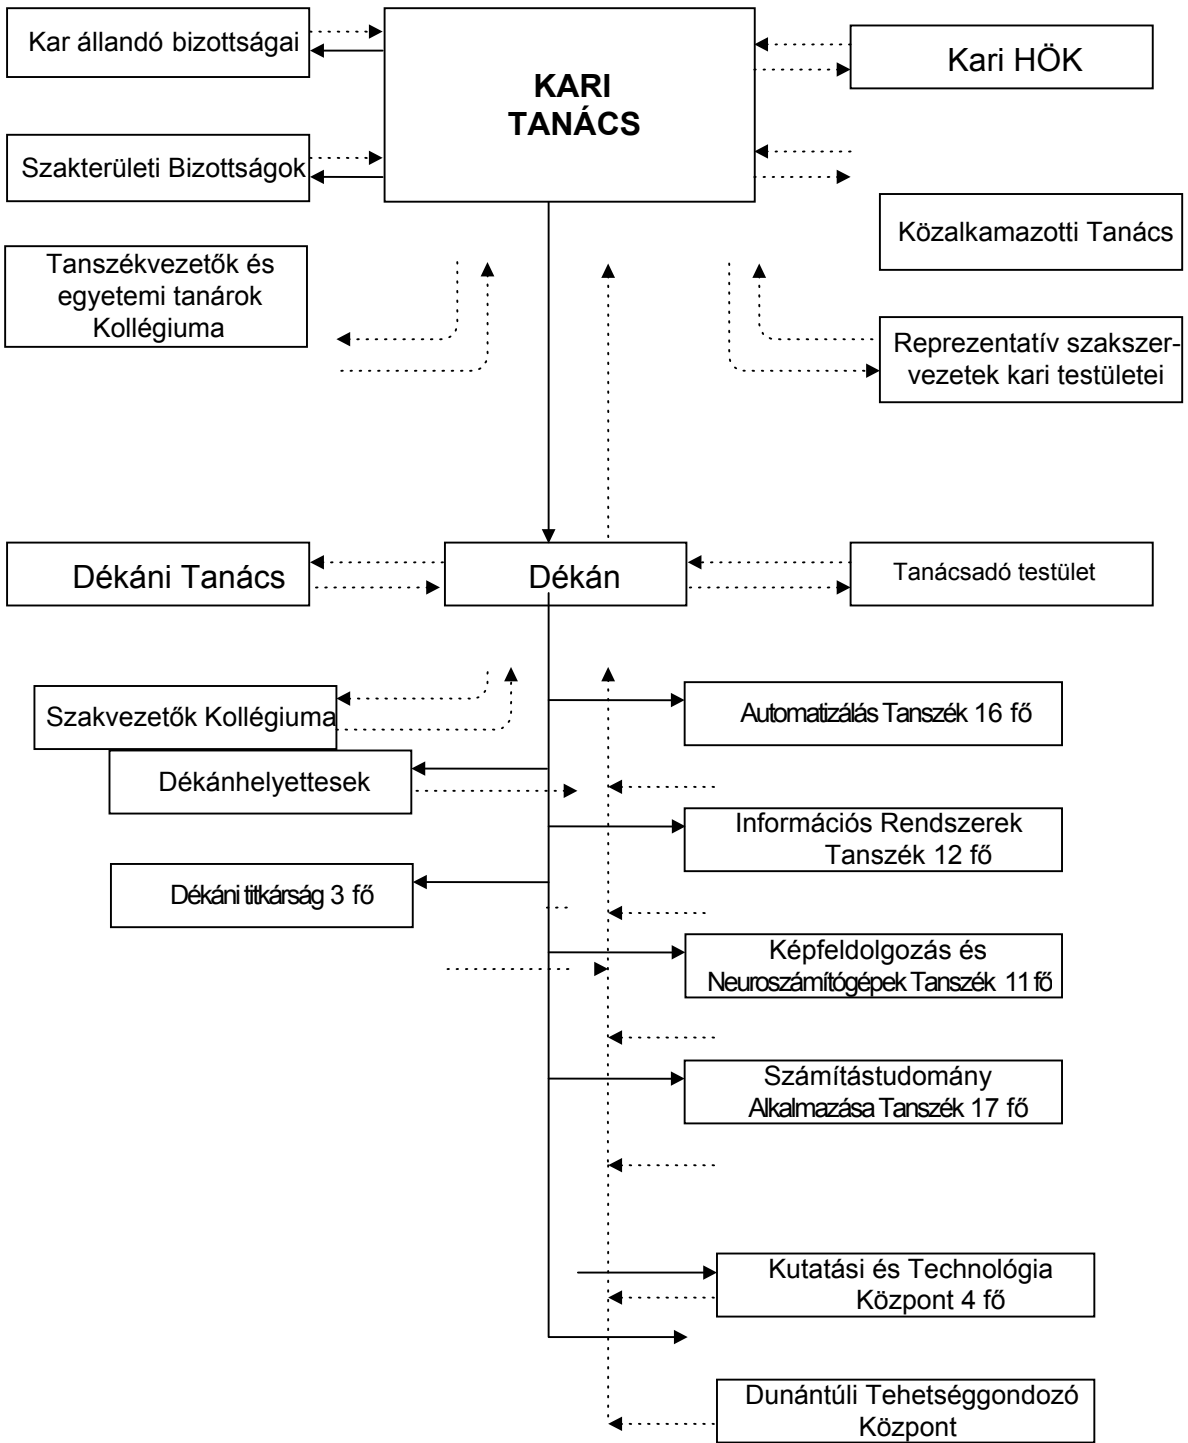 Kar állandó bizottságai
KARI
TANÁCS
Kari HÖK
Szakterületi Bizottságok
Közalkamazotti Tanács
Tanszékvezetők és
egyetemi tanárok
Kollégiuma
Reprezentatív szakszer-
vezetek kari testületei
Dékáni Tanács
Dékán
Tanácsadó testület
Szakvezetők Kollégiuma
Automatizálás Tanszék 16 fő
Dékánhelyettesek
Információs Rendszerek
Tanszék 12 fő
Dékáni titkárság 3 fő
Képfeldolgozás és
Neuroszámítógépek Tanszék 11 fő
Számítástudomány
Alkalmazása Tanszék 17 fő
Kutatási és Technológia
Központ 4 fő
Dunántúli Tehetséggondozó
Központ